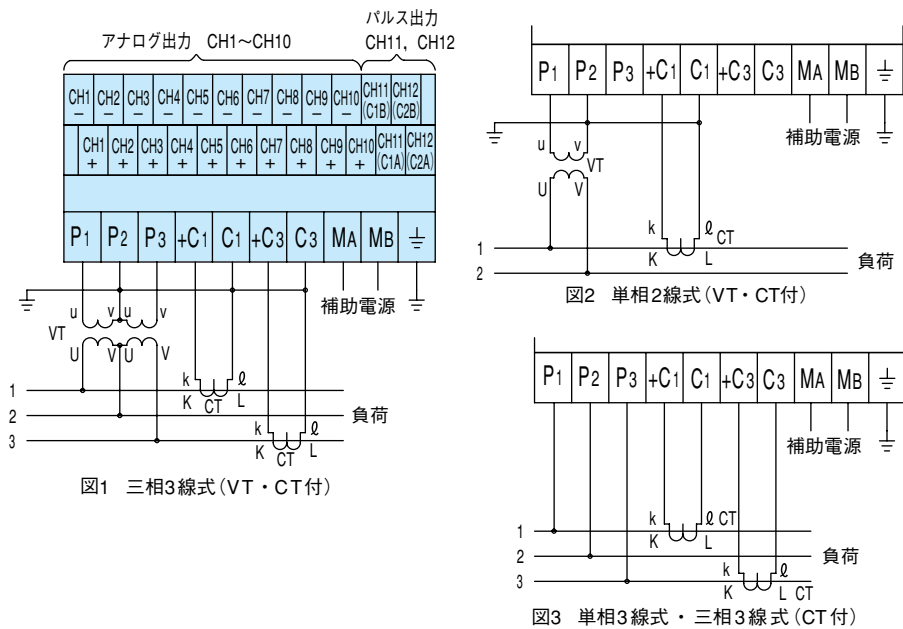 アナログ出力 CH1～CH10
パルス出力
CH11, CH12
CH1 － CH2 － CH3 － CH4 － CH5 － CH6 － CH7 － CH8 － CH9 － CH10 － CH11 (C1B) CH12 (C2B)
CH1 + CH2 + CH3 + CH4 + CH5 + CH6 + CH7 + CH8 + CH9 + CH10 + CH11 (C1A) CH12 (C2A)
P1 P2 P3 +C1 C1 +C3 C3 MA MB
補助電源
u v u v
VT
U V U V
k ℓ
1
K CT L
2 負荷
k ℓ
3
K CT L
図1 三相3線式(VT・CT付)
P1 P2 P3 +C1 C1 +C3 C3 MA MB
補助電源
u v
VT
U V
k ℓ CT
1
K L
負荷
2
図2 単相2線式(VT・CT付)
P1 P2 P3 +C1 C1 +C3 C3 MA MB
補助電源
k ℓ CT
1
K L
2 負荷
k ℓ
3
K L CT
図3 単相3線式・三相3線式(CT付)